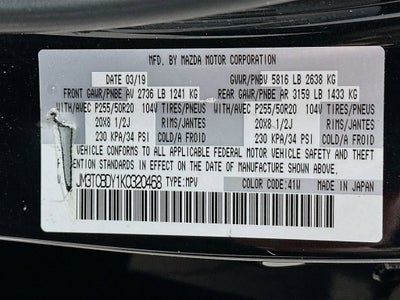 MFD. BY MAZDA MOTOR CORPORATION
DATE: 03/19 GVWR/PNBV 5816 LB 2638 KG
FRONT GAWR/PNBE AV 2736 LB 1241 KG REAR GAWR/PNBE AR 3159 LB 1433 KG
WITH/AVEC P255/50R20 104V TIRES/PNEUS WITH/AVEC P255/50R20 104V TIRES/PNEUS
20X8 1/2J RIMS/JANTES 20X8 1/2J RIMS/JANTES
230 KPA/34 PSI COLD/A FROID 230 KPA/34 PSI COLD/A FROID
VEHICLE CONFORMS TO ALL APPLICABLE FEDERAL MOTOR VEHICLE SAFETY AND THEFT
PREVENTION STANDARDS IN EFFECT ON THE DATE OF MANUFACTURE SHOWN ABOVE.
JM3TCBDY1K0320458 TYPE:MPV COLOR CODE:41W MADE IN JAPAN